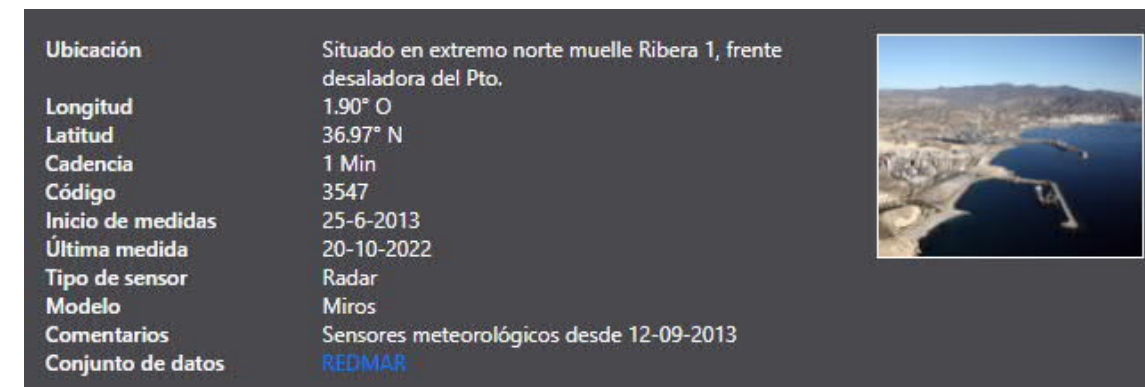 Ubicación Situado en extremo norte muelle Ribera 1, frente
desaladora del Pto.
Longitud 1.90° O
Latitud 36.97° N
Cadencia 1 Min
Código 3547
Inicio de medidas 25-6-2013
Última medida 20-10-2022
Tipo de sensor Radar
Modelo Miros
Comentarios Sensores meteorológicos desde 12-09-2013
Conjunto de datos REDMAR